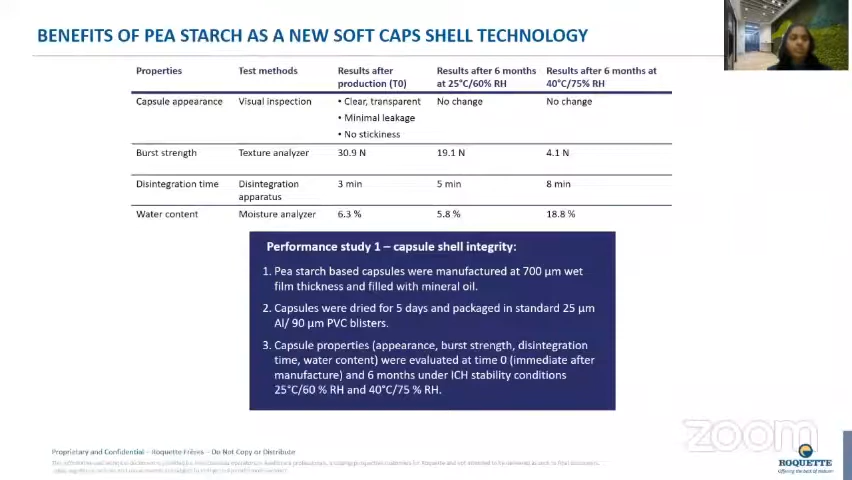 BENEFITS OF PEA STARCH AS A NEW SOFT CAPS SHELL TECHNOLOGY
Properties Test methods Results after production (T0) Results after 6 months at 25°C/60% RH Results after 6 months at 40°C/75% RH
Capsule appearance Visual inspection • Clear, transparent No change No change
• Minimal leakage
• No stickiness
Burst strength Texture analyzer 30.9 N 19.1 N 4.1 N
Disintegration time Disintegration apparatus 3 min 5 min 8 min
Water content Moisture analyzer 6.3 % 5.8 % 18.8 %
Performance study 1 – capsule shell integrity:
1. Pea starch based capsules were manufactured at 700 µm wet
film thickness and filled with mineral oil.
2. Capsules were dried for 5 days and packaged in standard 25 µm
Al/ 90 µm PVC blisters.
3. Capsule properties (appearance, burst strength, disintegration
time, water content) were evaluated at time 0 (immediate after
manufacture) and 6 months under ICH stability conditions
25°C/60 % RH and 40°C/75 % RH.
zoom
Proprietary and Confidential – Roquette Frères – Do Not Copy or Distribute
ROQUETTE
Offering the best of nature™